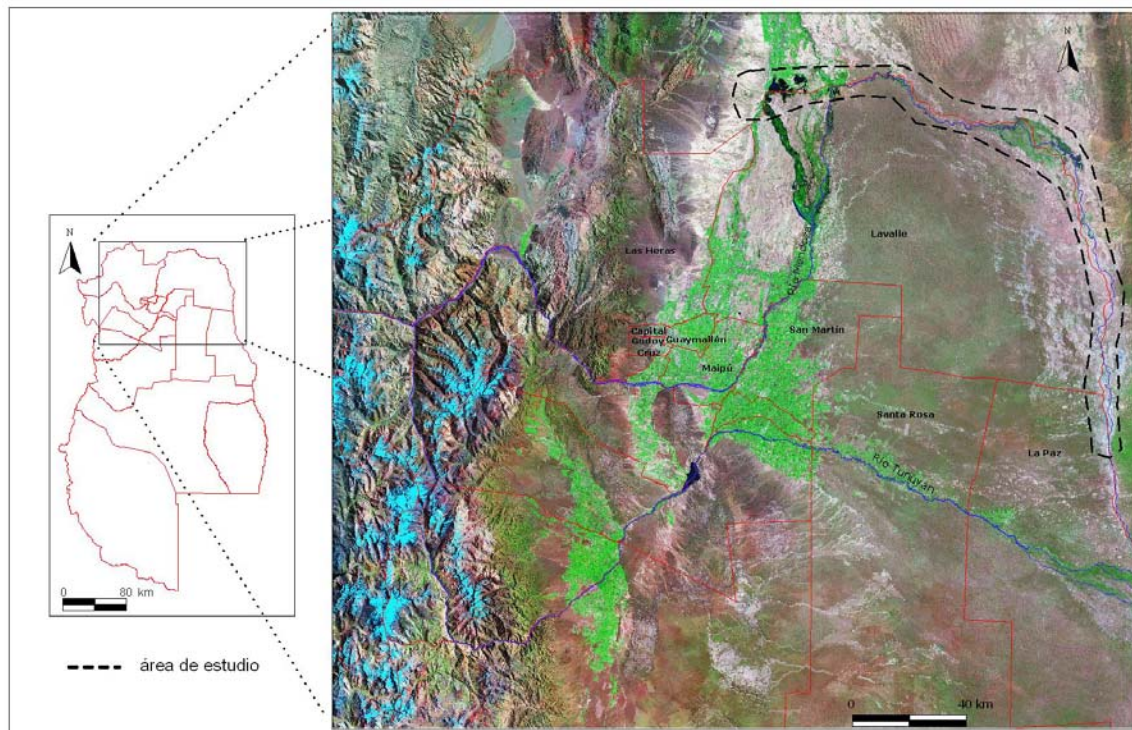 N
0 80 km
área de estudio
N
Las Heras
Lavalle
Capital
Godoy Guaymallén
Cruz
San Martín
Maipú
Santa Rosa
La Paz
Río Tunuyán
0 40 km